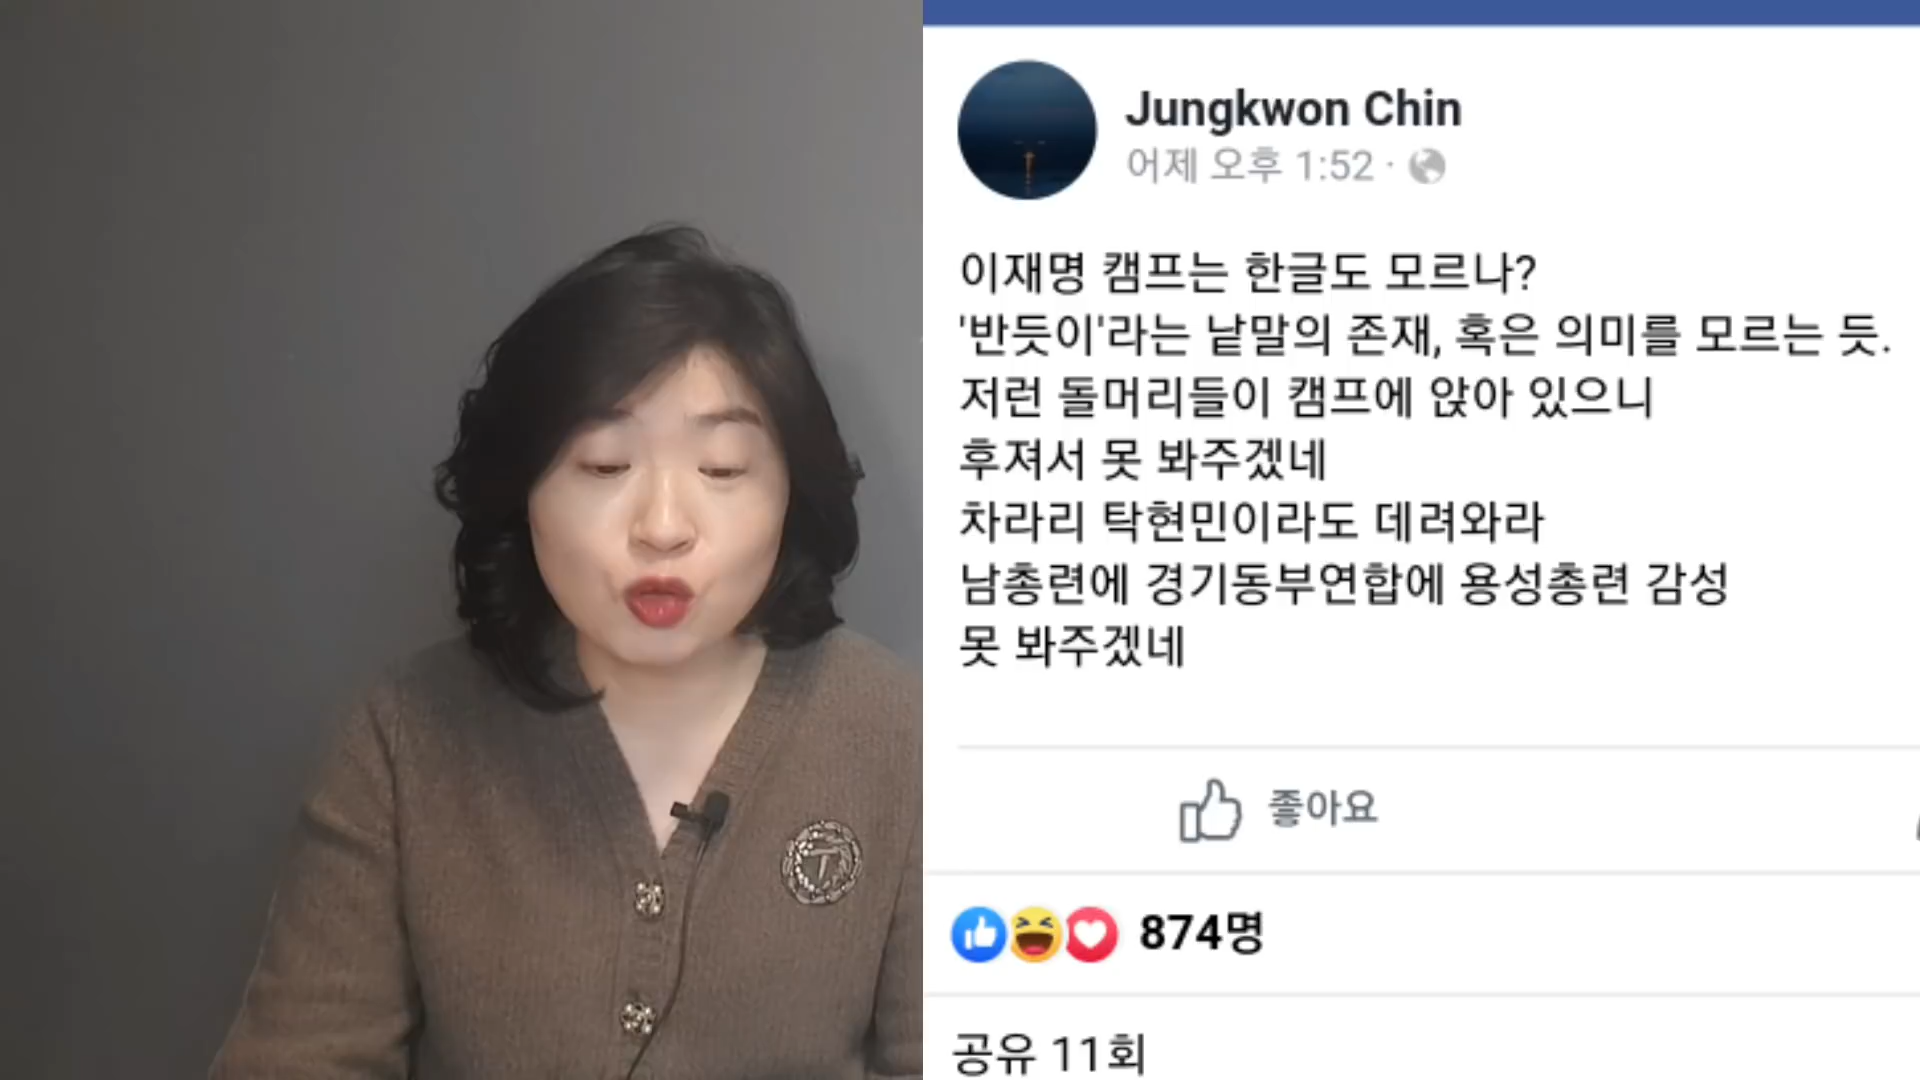 Jungkwon Chin
어제 오후 1:52 ·
이재명 캠프는 한글도 모르나?
'반듯이'라는 낱말의 존재, 혹은 의미를 모르는 듯.
저런 돌머리들이 캠프에 앉아 있으니
후져서 못 봐주겠네
차라리 탁현민이라도 데려와라
남총련에 경기동부연합에 용성총련 감성
못 봐주겠네
좋아요
874명
공유 11회
T